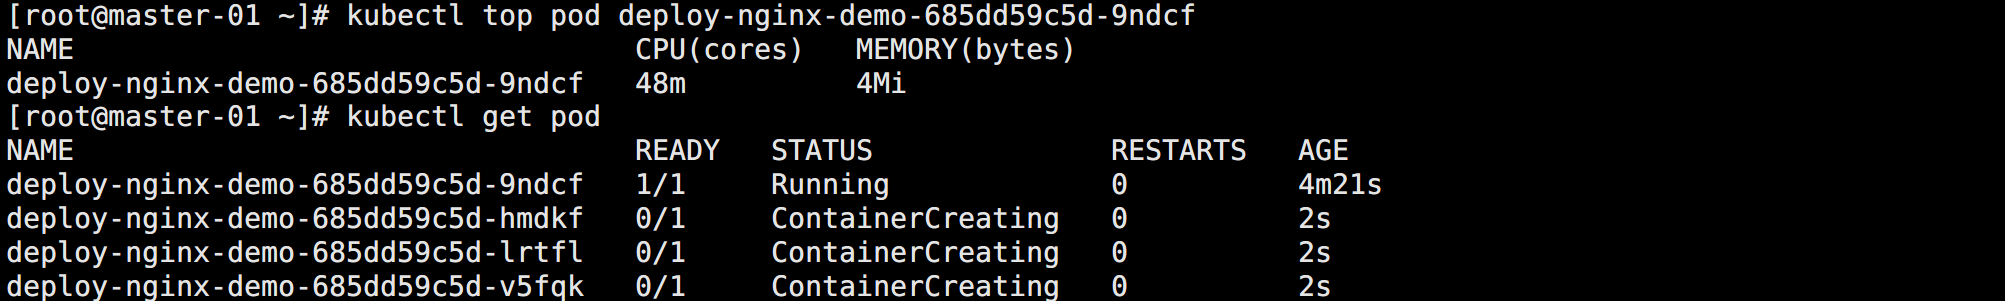 [root@master-01 ~]# kubectl top pod deploy-nginx-demo-685dd59c5d-9ndcf
NAME CPU(cores) MEMORY(bytes)
deploy-nginx-demo-685dd59c5d-9ndcf 48m 4Mi
[root@master-01 ~]# kubectl get pod
NAME READY STATUS RESTARTS AGE
deploy-nginx-demo-685dd59c5d-9ndcf 1/1 Running 0 4m21s
deploy-nginx-demo-685dd59c5d-hmdkf 0/1 ContainerCreating 0 2s
deploy-nginx-demo-685dd59c5d-lrtfl 0/1 ContainerCreating 0 2s
deploy-nginx-demo-685dd59c5d-v5fqk 0/1 ContainerCreating 0 2s